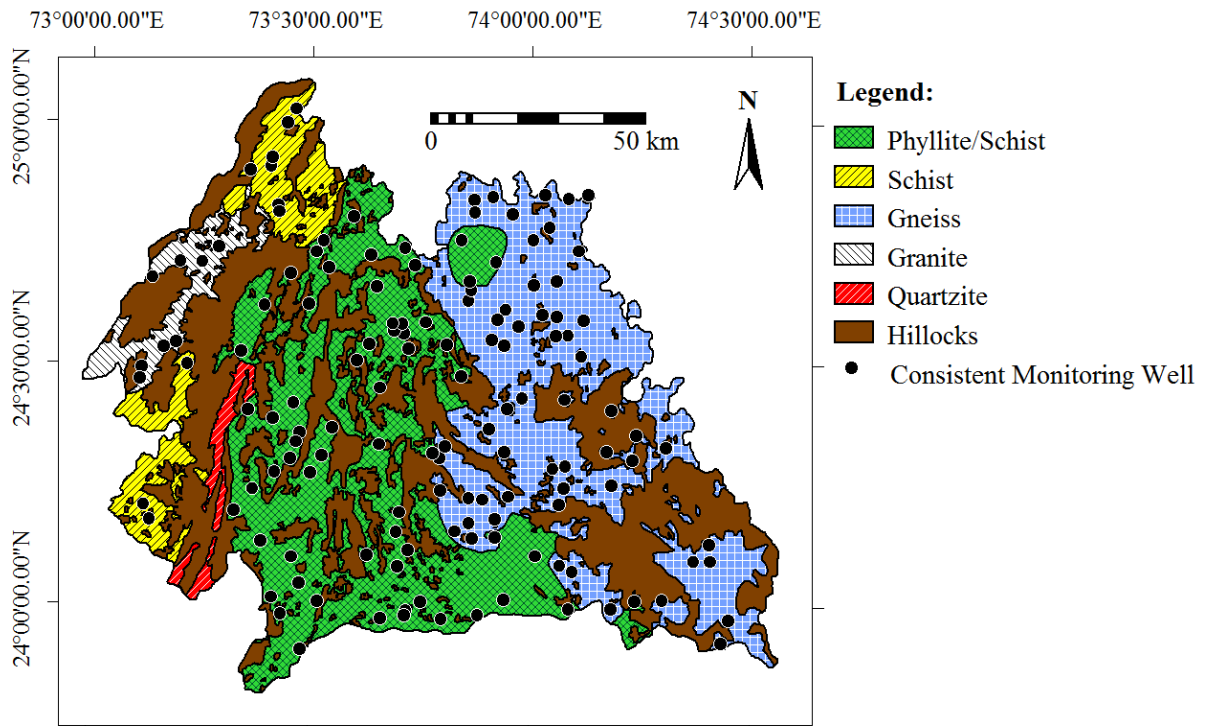 73°00'00.00"E 73°30'00.00"E 74°00'00.00"E 74°30'00.00"E
25°00'00.00"N
24°30'00.00"N
24°00'00.00"N
0 50 km
N
Legend:
Phyllite/Schist
Schist
Gneiss
Granite
Quartzite
Hillocks
Consistent Monitoring Well